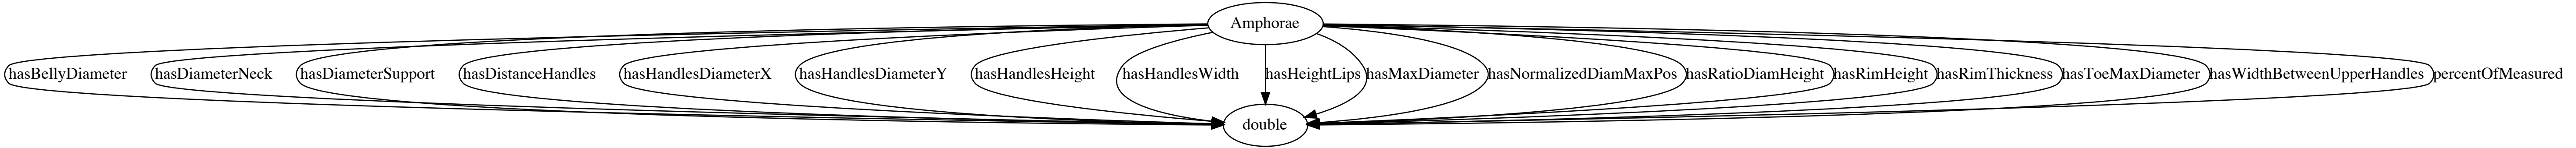 Amphorae
hasBellyDiameter hasDiameterNeck hasDiameterSupport hasDistanceHandles hasHandlesDiameterX hasHandlesDiameterY hasHandlesHeight hasHandlesWidth hasHeightLips hasMaxDiameter hasNormalizedDiamMaxPos hasRatioDiamHeight hasRimHeight hasRimThickness hasToeMaxDiameter hasWidthBetweenUpperHandles percentOfMeasured
double